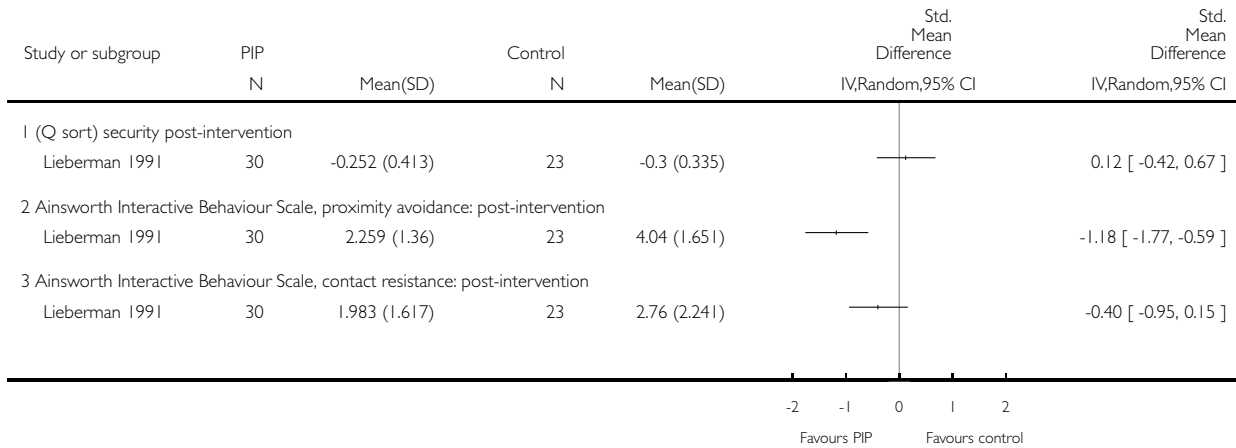 Study or subgroup PIP Control Std. Mean Difference Std. Mean Difference
N Mean(SD) N Mean(SD) IV,Random,95% CI IV,Random,95% CI
1 (Q sort) security post-intervention
Lieberman 1991 30 -0.252 (0.413) 23 -0.3 (0.335) 0.12 [ -0.42, 0.67 ]
2 Ainsworth Interactive Behaviour Scale, proximity avoidance: post-intervention
Lieberman 1991 30 2.259 (1.36) 23 4.04 (1.651) -1.18 [ -1.77, -0.59 ]
3 Ainsworth Interactive Behaviour Scale, contact resistance: post-intervention
Lieberman 1991 30 1.983 (1.617) 23 2.76 (2.241) -0.40 [ -0.95, 0.15 ]
-2 -1 0 1 2
Favours PIP Favours control